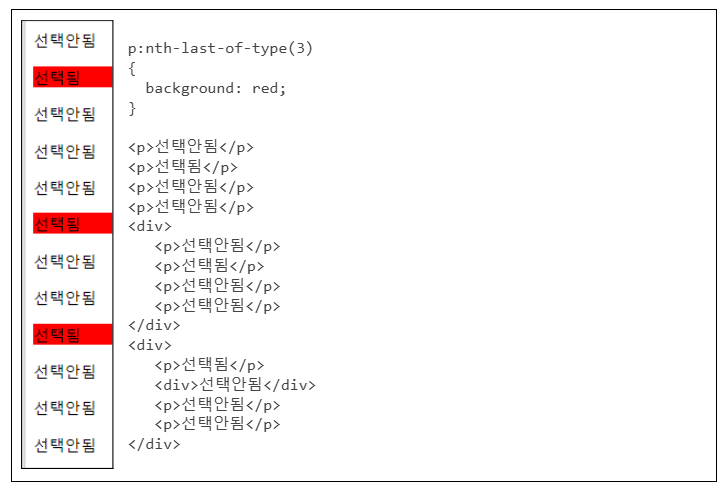 선택안됨
선택됨
선택안됨
선택안됨
선택안됨
선택됨
선택안됨
선택안됨
선택됨
선택안됨
선택안됨
선택안됨
p:nth-last-of-type(3)
{
  background: red;
}
<p>선택안됨</p>
<p>선택됨</p>
<p>선택안됨</p>
<p>선택안됨</p>
<div>
   <p>선택안됨</p>
   <p>선택됨</p>
   <p>선택안됨</p>
   <p>선택안됨</p>
</div>
<div>
   <p>선택됨</p>
   <div>선택안됨</div>
   <p>선택안됨</p>
   <p>선택안됨</p>
</div>